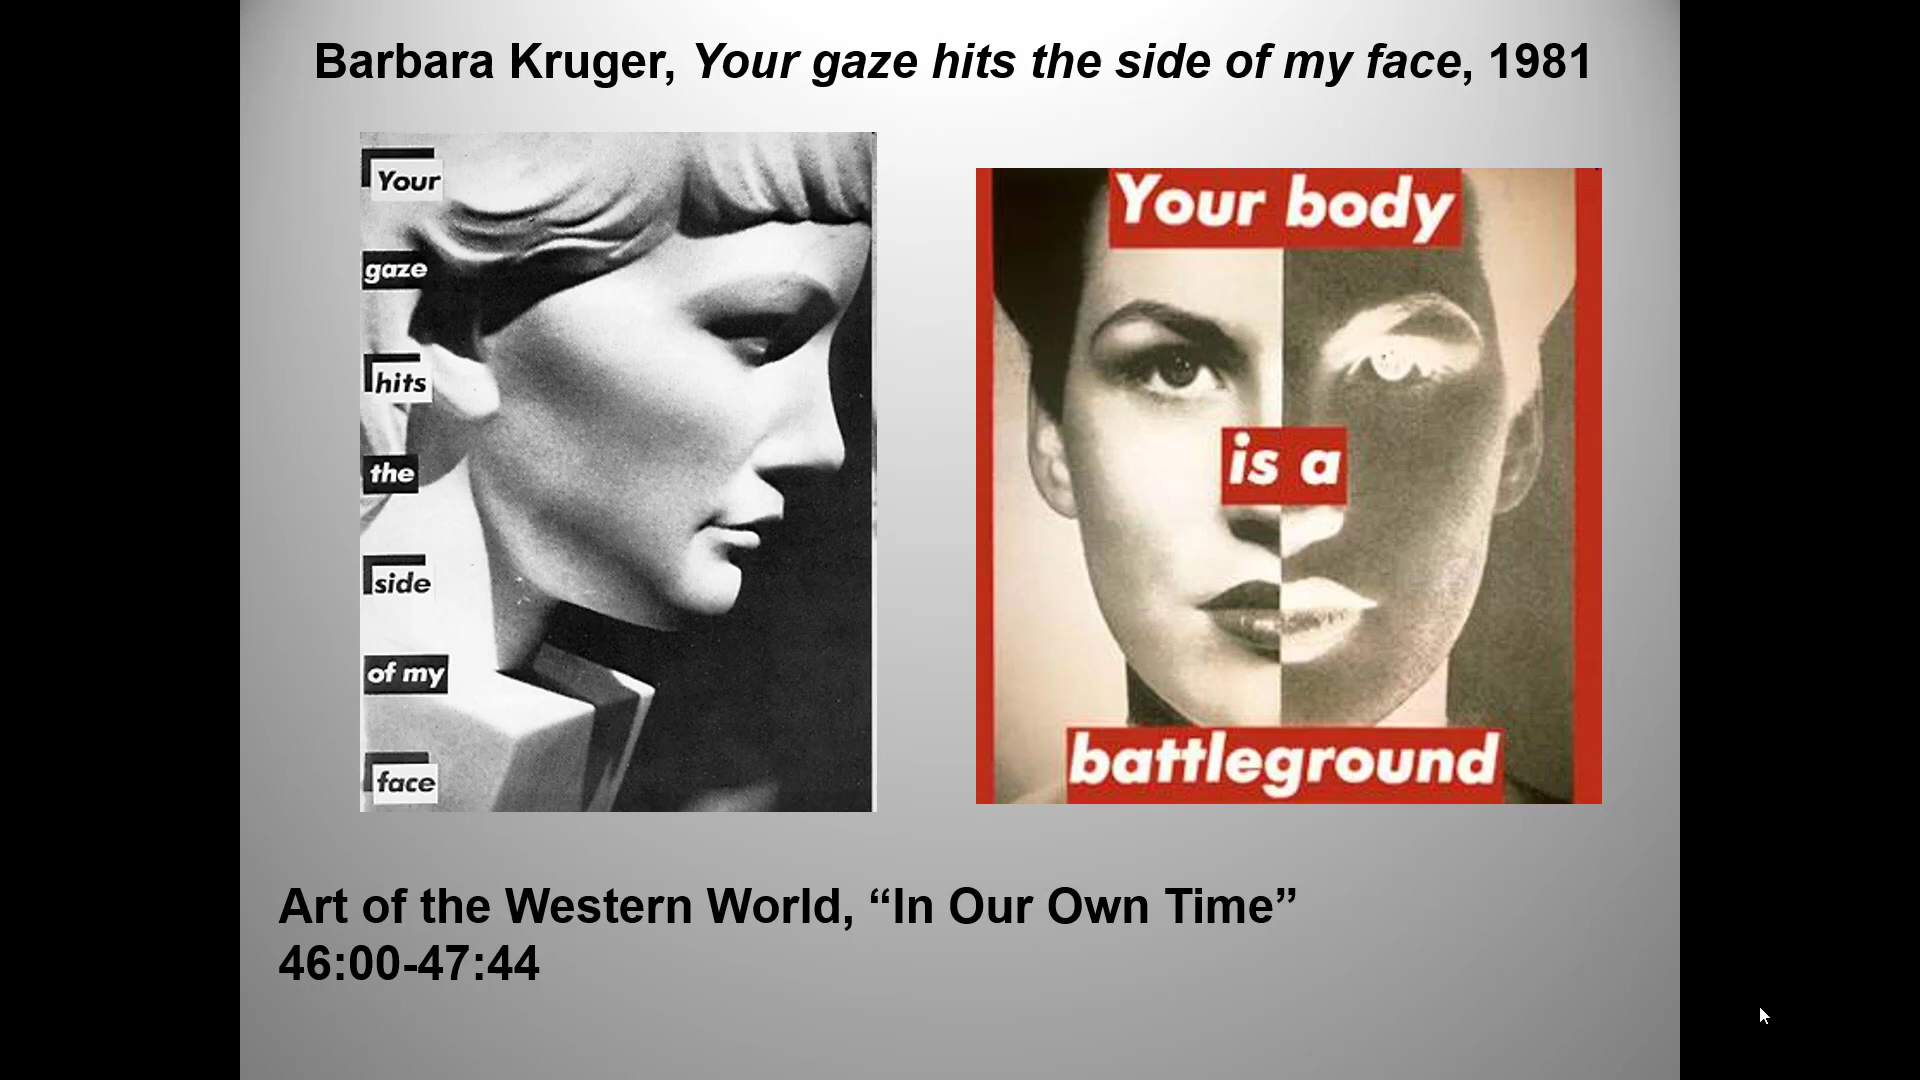 Barbara Kruger, Your gaze hits the side of my face, 1981
Your
gaze
hits
the
side
of my
face
Your body
is a
battleground
Art of the Western World, “In Our Own Time”
46:00-47:44